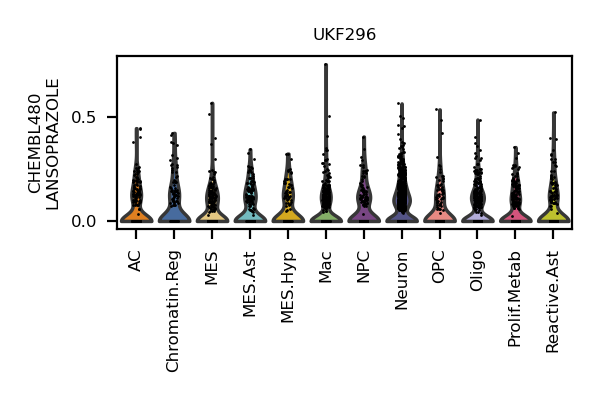 UKF296
CHEMBL480
LANSOPRAZOLE
0.5
0.0
AC
Chromatin.Reg
MES
MES.Ast
MES.Hyp
Mac
NPC
Neuron
OPC
Oligo
Prolif.Metab
Reactive.Ast